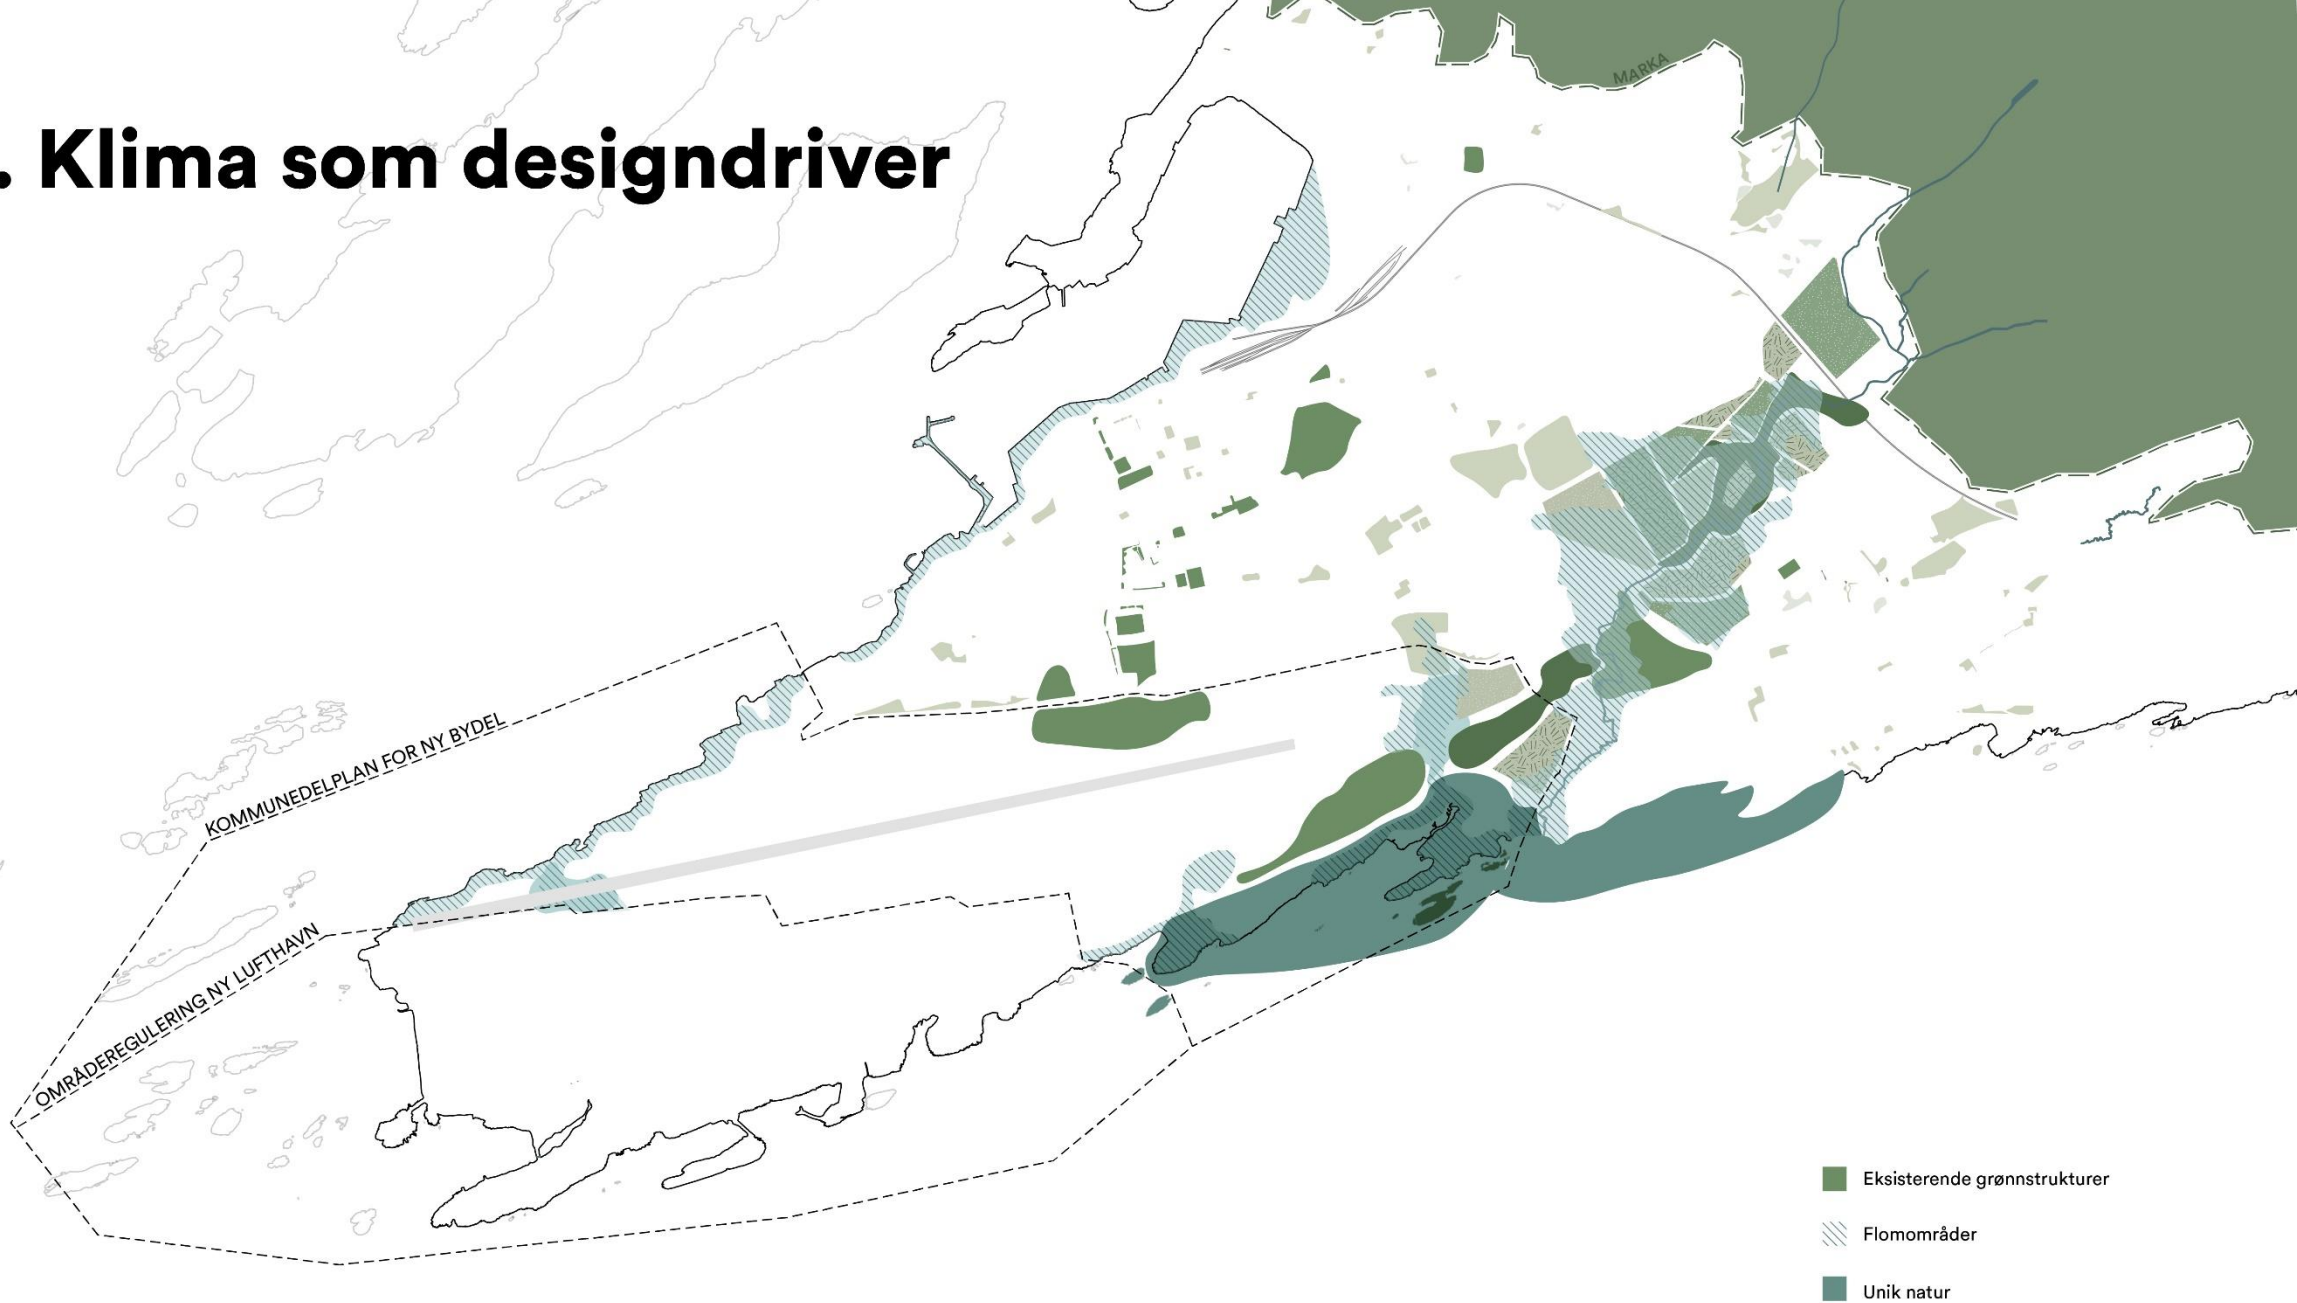 . Klima som designdriver
MARKA
KOMMUNEDELPLAN FOR NY BYDEL
OMRÅDEREGULERING NY LUFTHAVN
Eksisterende grønnstrukturer
Flomområder
Unik natur